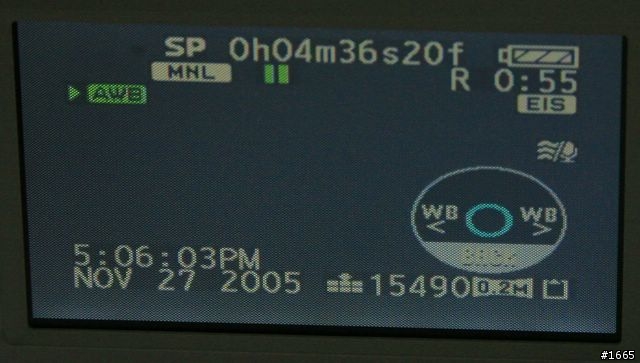 SP 0h04m36s20f
MNL R 0:55
AWB EIS
WB WB
< >
5:06:03PM
NOV 27 2005 15490 0.2M
#1665